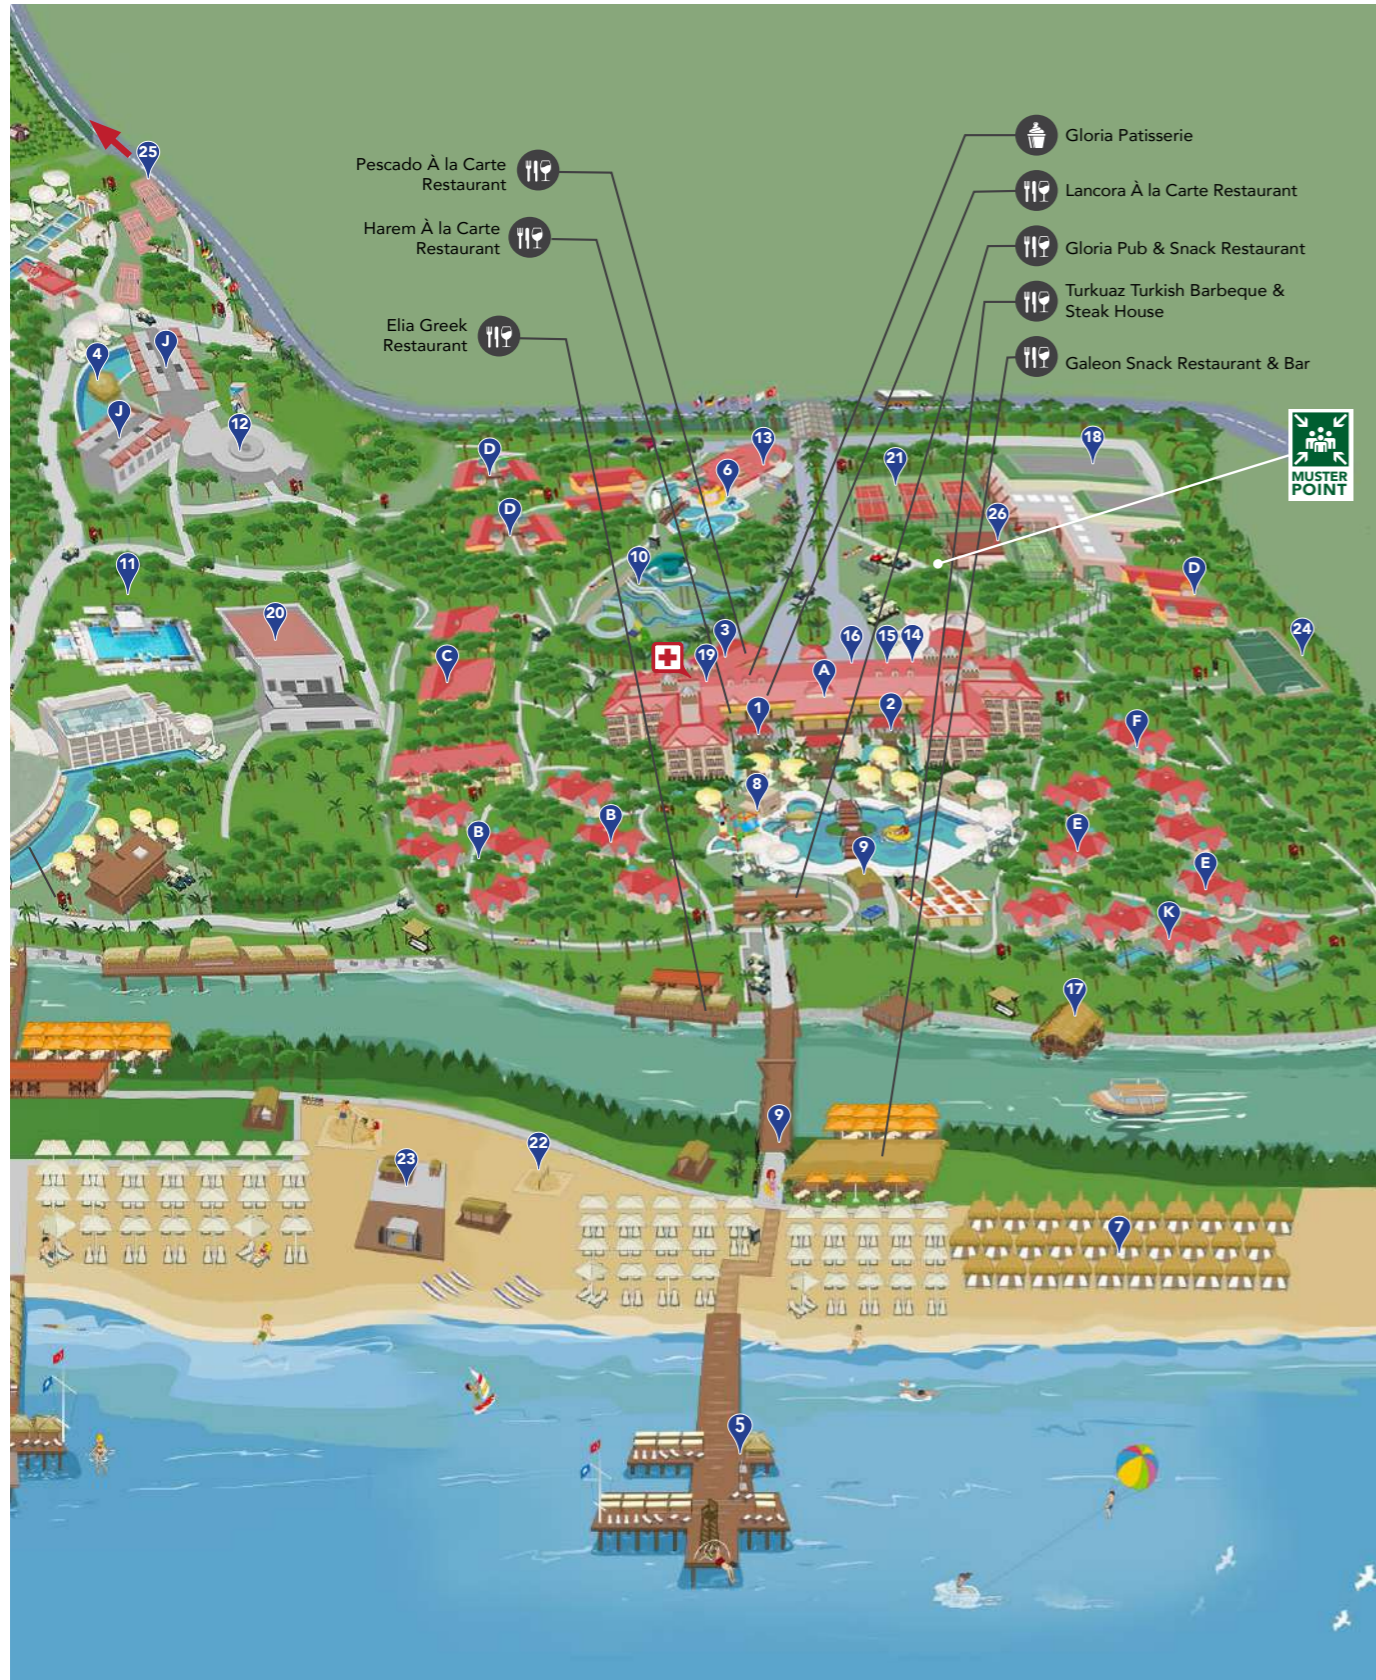 Gloria Patisserie
Pescado À la Carte
Restaurant
Lancora À la Carte Restaurant
Harem À la Carte
Restaurant
Gloria Pub & Snack Restaurant
Turkuaz Turkish Barbeque &
Steak House
Elia Greek
Restaurant
Galeon Snack Restaurant & Bar
MUSTER
POINT
25
J
4
J
12
D
13
6
21
18
26
D
10
11
20
D
24
C
3
19
16
15
14
A
1
2
F
8
B
B
9
E
E
K
17
9
22
23
7
5